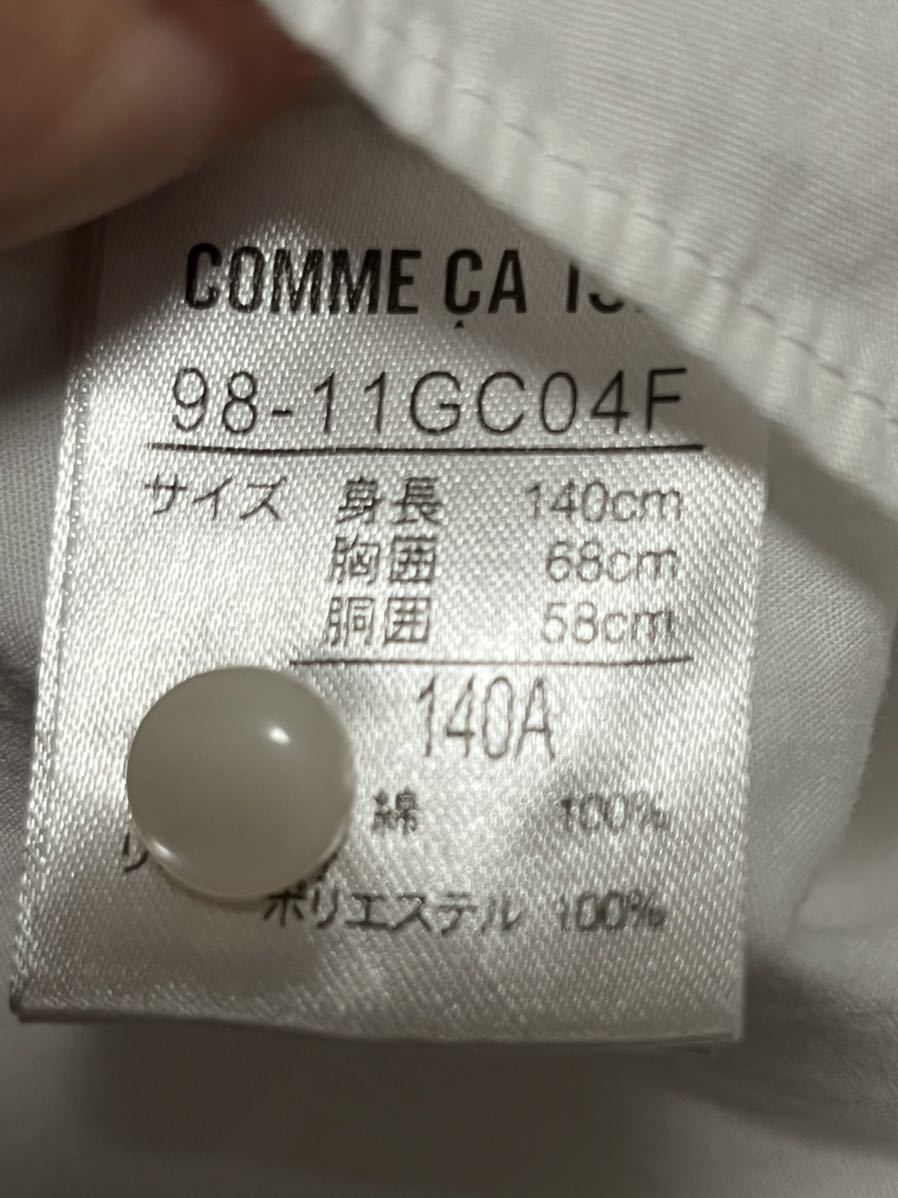 COMME ÇA
98-11GC04F
サイズ 身長 140cm
胸囲 68cm
胴囲 58cm
140A
綿 100%
ポリエステル 100%